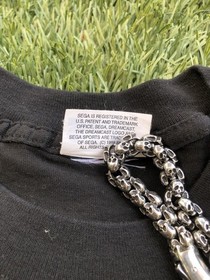 SEGA IS REGISTERED IN THE
U.S. PATENT AND TRADEMARK
OFFICE. SEGA, DREAMCAST,
THE DREAMCAST LOGO,
SEGA SPORTS ARE TRADEM
OF SEGA. (C)
ALL RIGHTS